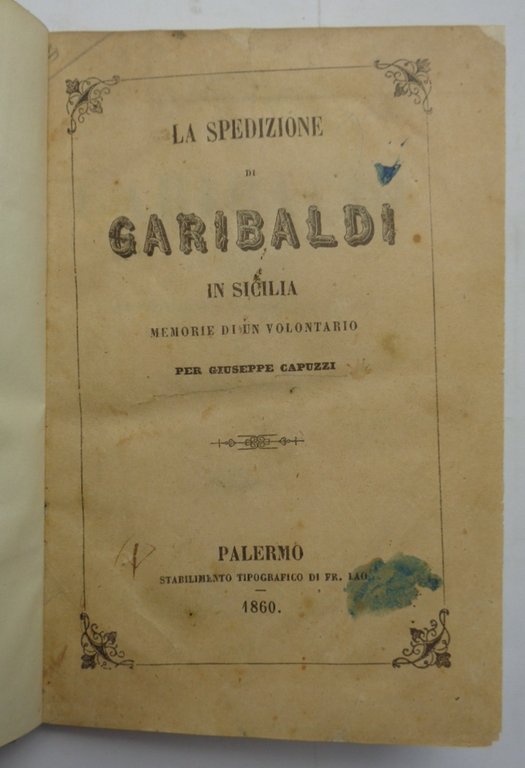 LA SPEDIZIONE
DI
GARIBALDI
IN SICILIA
MEMORIE DI UN VOLONTARIO
PER GIUSEPPE CAPUZZI
PALERMO
STABILIMENTO TIPOGRAFICO DI FR. LAO.
1860.